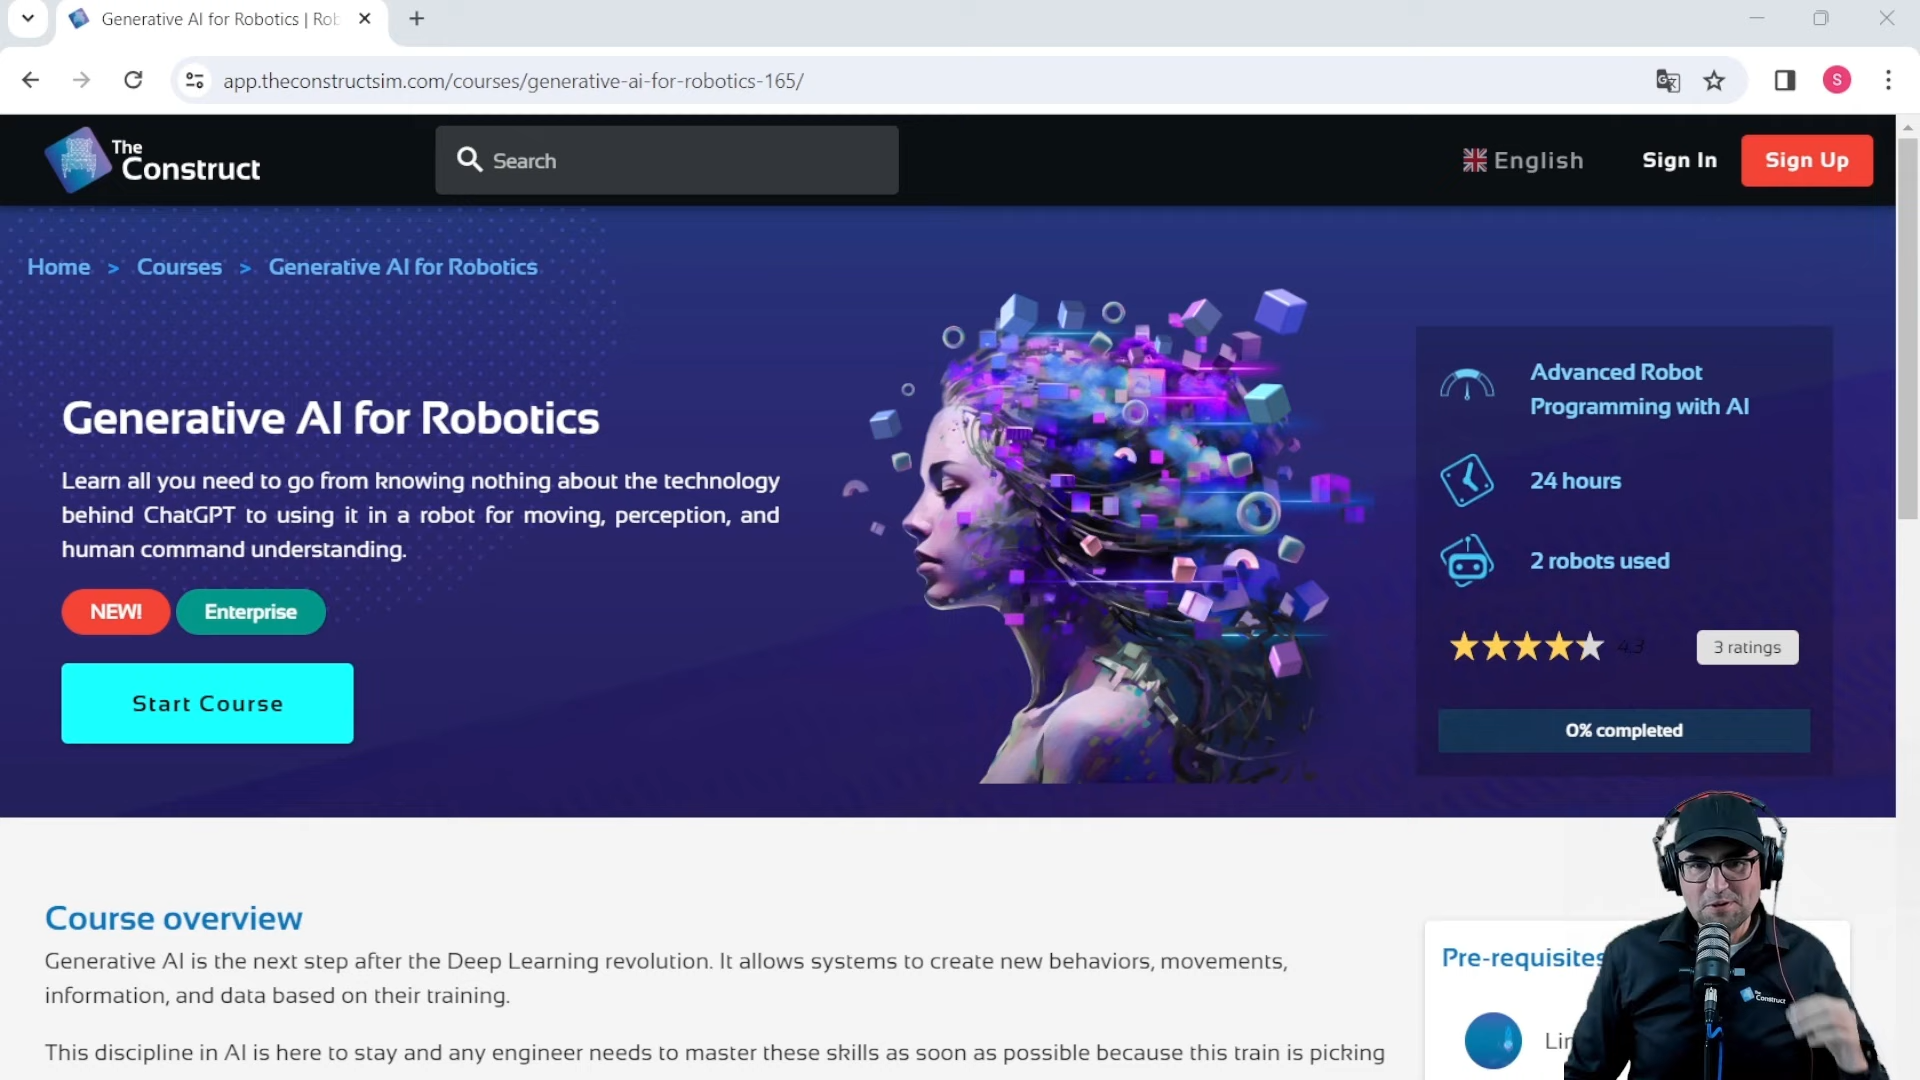 Generative AI for Robotics | Rob
app.theconstructsim.com/courses/generative-ai-for-robotics-165/
S
The
Construct
Search
English
Sign In
Sign Up
Home > Courses > Generative AI for Robotics
Generative AI for Robotics
Learn all you need to go from knowing nothing about the technology
behind ChatGPT to using it in a robot for moving, perception, and
human command understanding.
NEW!
Enterprise
Start Course
Advanced Robot
Programming with AI
24 hours
2 robots used
4.3
3 ratings
0% completed
Course overview
Generative AI is the next step after the Deep Learning revolution. It allows systems to create new behaviors, movements,
information, and data based on their training.
This discipline in AI is here to stay and any engineer needs to master these skills as soon as possible because this train is picking
Pre-requisites
Lin
The
Construct